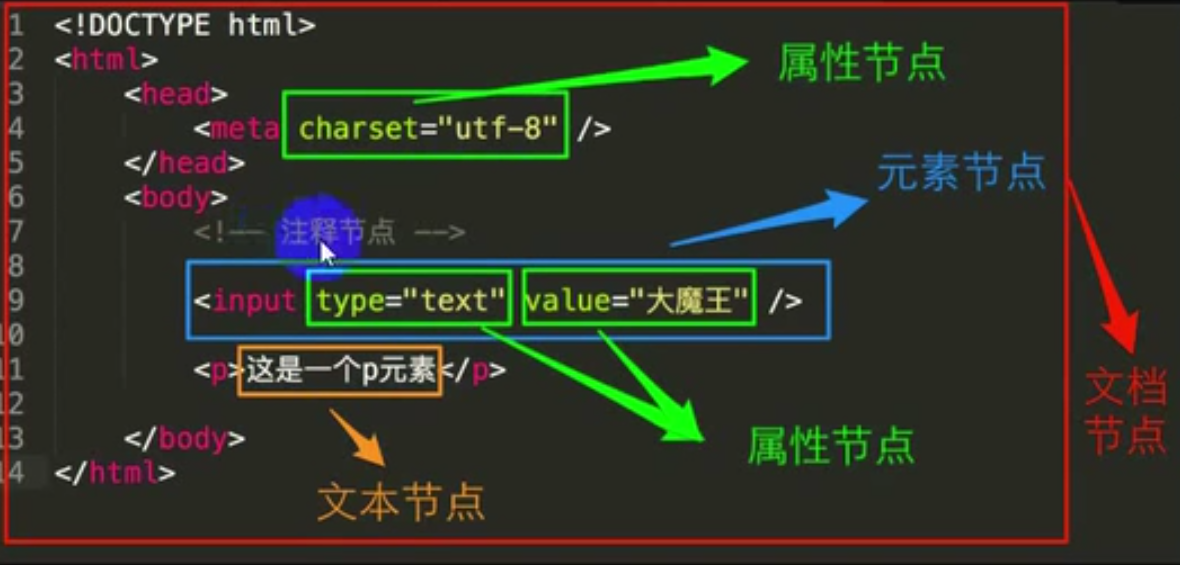 1 <!DOCTYPE html>
2 <html>
3 <head>
属性节点
4 <meta charset="utf-8" />
5 </head>
元素节点
6 <body>
7 <!-- 注释节点 -->
8
9 <input type="text" value="大魔王" />
10
11 <p>这是一个p元素</p>
文档
节点
12
13 </body>
属性节点
14 </html>
文本节点